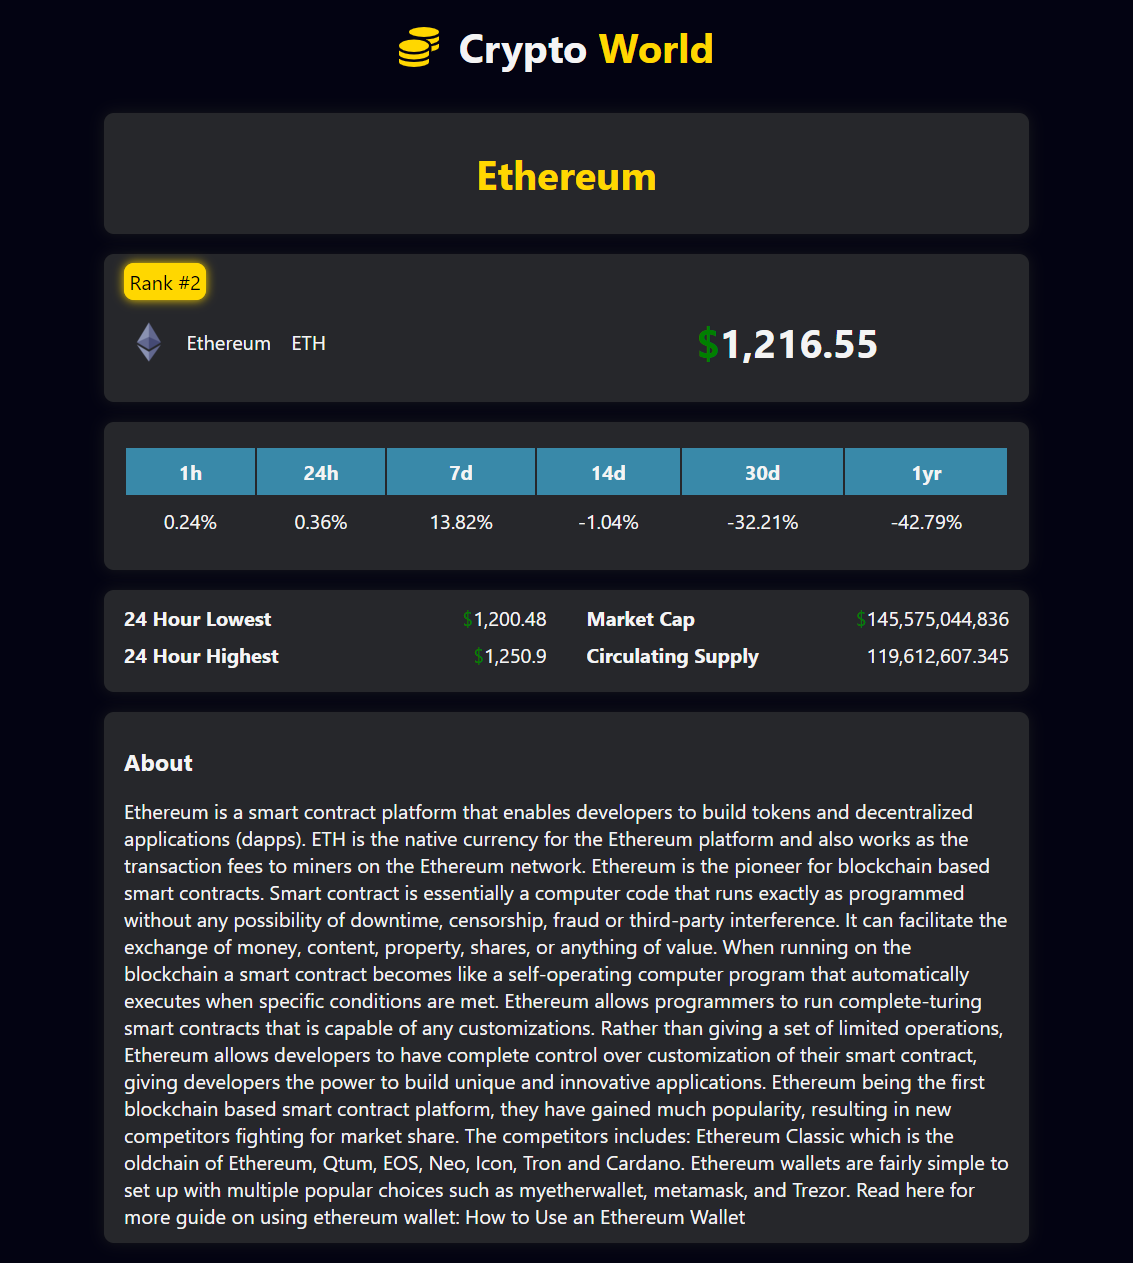 Crypto World
Ethereum
Rank #2
Ethereum ETH $1,216.55
1h 24h 7d 14d 30d 1yr
0.24% 0.36% 13.82% -1.04% -32.21% -42.79%
24 Hour Lowest $1,200.48 Market Cap $145,575,044,836
24 Hour Highest $1,250.9 Circulating Supply 119,612,607.345
About
Ethereum is a smart contract platform that enables developers to build tokens and decentralized
applications (dapps). ETH is the native currency for the Ethereum platform and also works as the
transaction fees to miners on the Ethereum network. Ethereum is the pioneer for blockchain based
smart contracts. Smart contract is essentially a computer code that runs exactly as programmed
without any possibility of downtime, censorship, fraud or third-party interference. It can facilitate the
exchange of money, content, property, shares, or anything of value. When running on the
blockchain a smart contract becomes like a self-operating computer program that automatically
executes when specific conditions are met. Ethereum allows programmers to run complete-turing
smart contracts that is capable of any customizations. Rather than giving a set of limited operations,
Ethereum allows developers to have complete control over customization of their smart contract,
giving developers the power to build unique and innovative applications. Ethereum being the first
blockchain based smart contract platform, they have gained much popularity, resulting in new
competitors fighting for market share. The competitors includes: Ethereum Classic which is the
oldchain of Ethereum, Qtum, EOS, Neo, Icon, Tron and Cardano. Ethereum wallets are fairly simple to
set up with multiple popular choices such as myetherwallet, metamask, and Trezor. Read here for
more guide on using ethereum wallet: How to Use an Ethereum Wallet